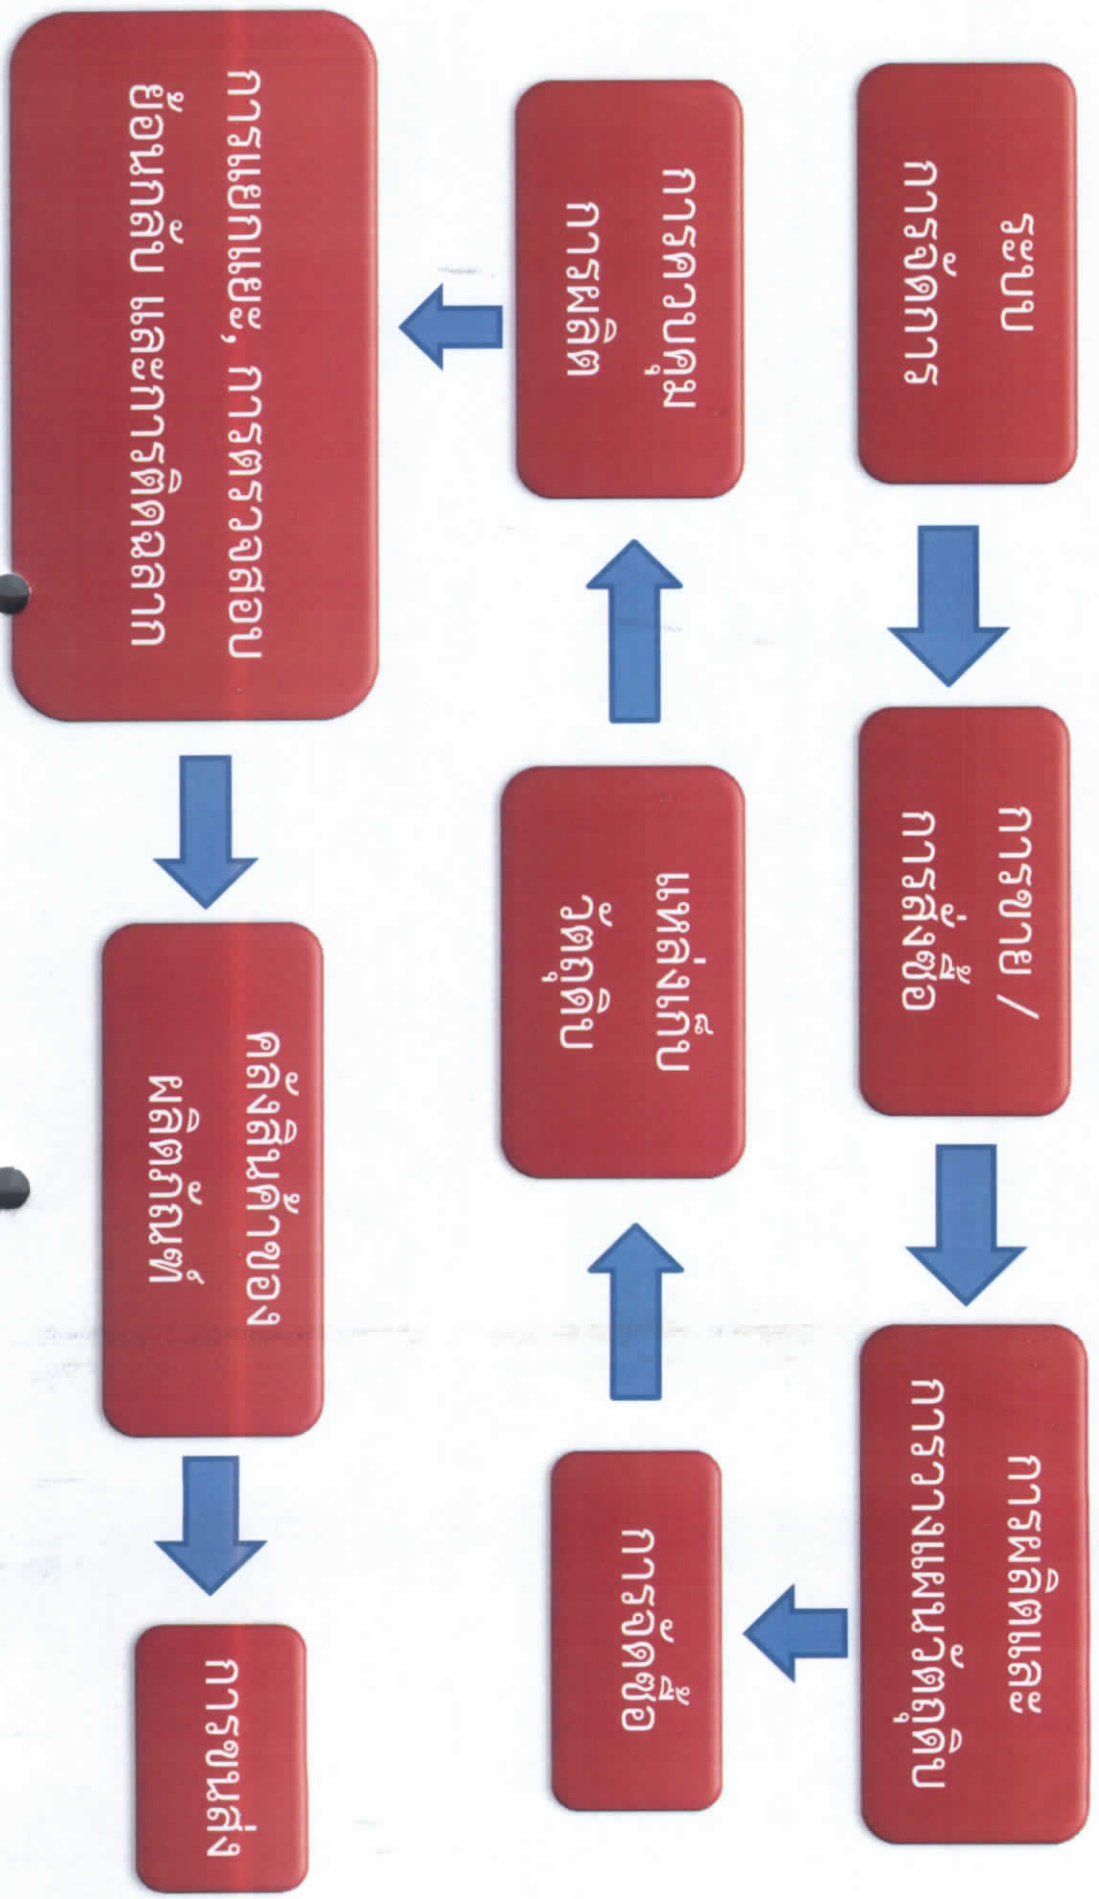 ระบบ
การจัดการ
การขาย /
การสั่งซื้อ
การผลิตและ
การวางแผนวัตถุดิบ
การจัดซื้อ
แหล่งเก็บ
วัตถุดิบ
การควบคุม
การผลิต
การแยกแยะ, การตรวจสอบ
ย้อนกลับ และการติดฉลาก
คลังสินค้าของ
ผลิตภัณฑ์
การขนส่ง